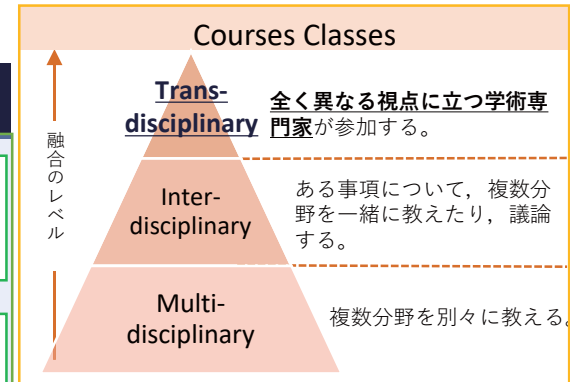 Courses Classes
融合のレベル
Trans-
disciplinary
全く異なる視点に立つ学術専
門家が参加する。
Inter-
disciplinary
ある事項について，複数分
野を一緒に教えたり，議論
する。
Multi-
disciplinary
複数分野を別々に教える。